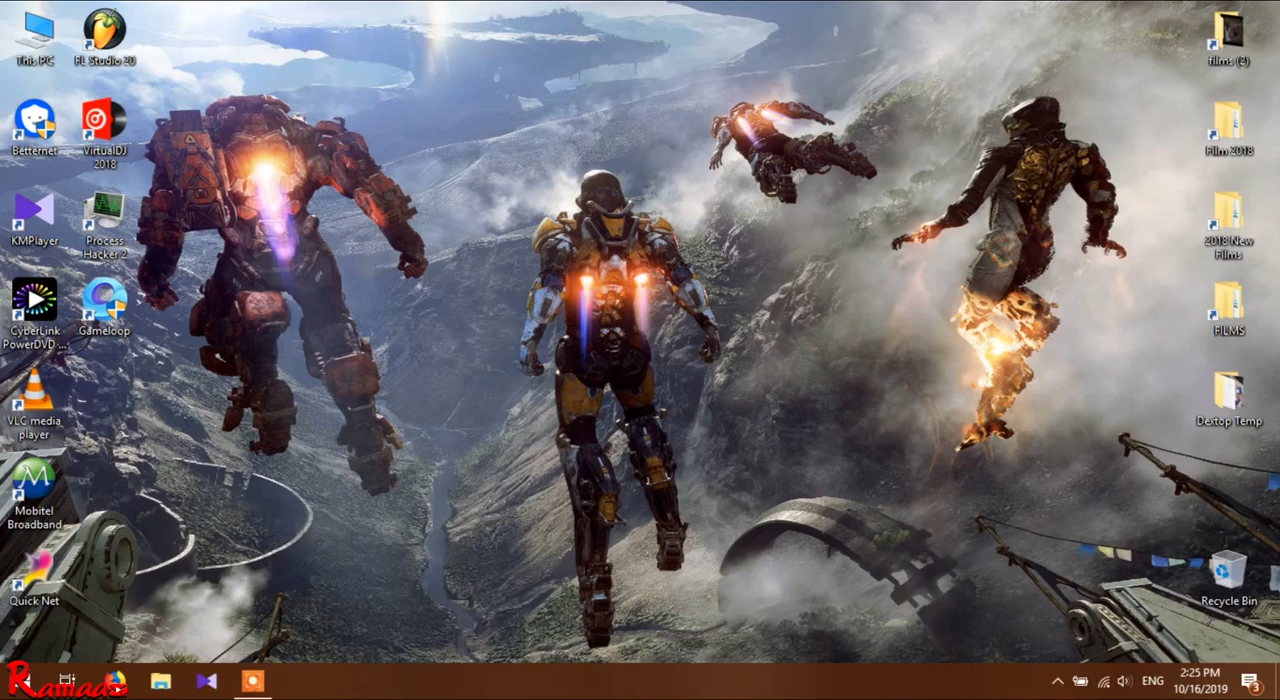 This PC
FL Studio 20
Betternet
VirtualDJ
2018
KMPlayer
Process
Hacker 2
CyberLink
PowerDVD ...
Gameloop
VLC media
player
Mobitel
Broadband
Quick Net
films (2)
Film 2018
2018 New
Films
FILMS
Dextop Temp
Recycle Bin
ENG
2:25 PM
10/16/2019
3